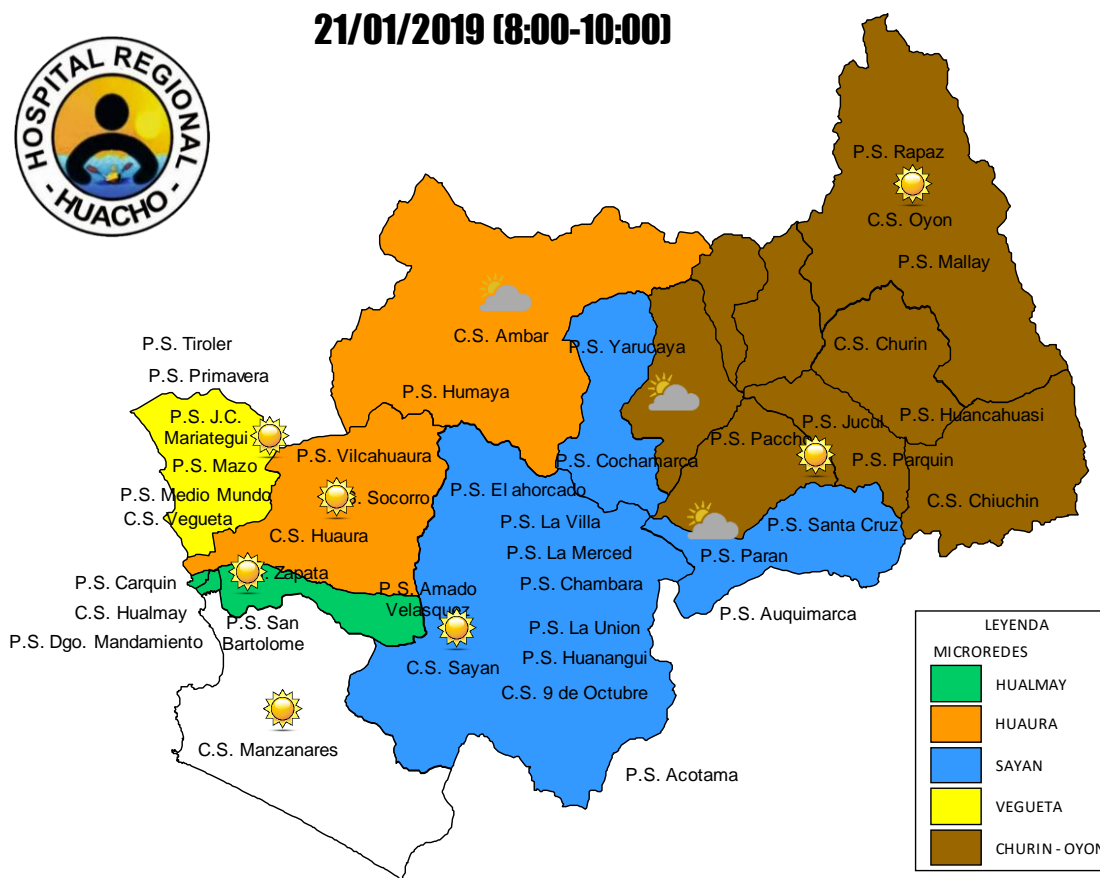 21/01/2019 (8:00-10:00)
HOSPITAL REGIONAL
- HUACHO -
P.S. Rapaz
C.S. Oyon
P.S. Mallay
C.S. Ambar
P.S. Tiroler
P.S. Yarucaya
C.S. Churin
P.S. Primavera
P.S. Humaya
P.S. J.C.
Mariategui
P.S. Jucul
P.S. Huancahuasi
P.S. Paccho
P.S. Vilcahuaura
P.S. Mazo
P.S. Cochamarca
P.S. Parquin
P.S. El ahorcado
S. Socorro
P.S. Medio Mundo
C.S. Vegueta
C.S. Chiuchin
P.S. La Villa
P.S. Santa Cruz
C.S. Huaura
P.S. La Merced
P.S. Paran
Zapata
P.S. Carquin
P.S. Amado
Velasquez
P.S. Chambara
C.S. Hualmay
P.S. San
Bartolome
P.S. Auquimarca
P.S. La Union
P.S. Dgo. Mandamiento
P.S. Huanangui
C.S. Sayan
C.S. 9 de Octubre
C.S. Manzanares
P.S. Acotama
LEYENDA
MICROREDES
HUALMAY
HUAURA
SAYAN
VEGUETA
CHURIN - OYON